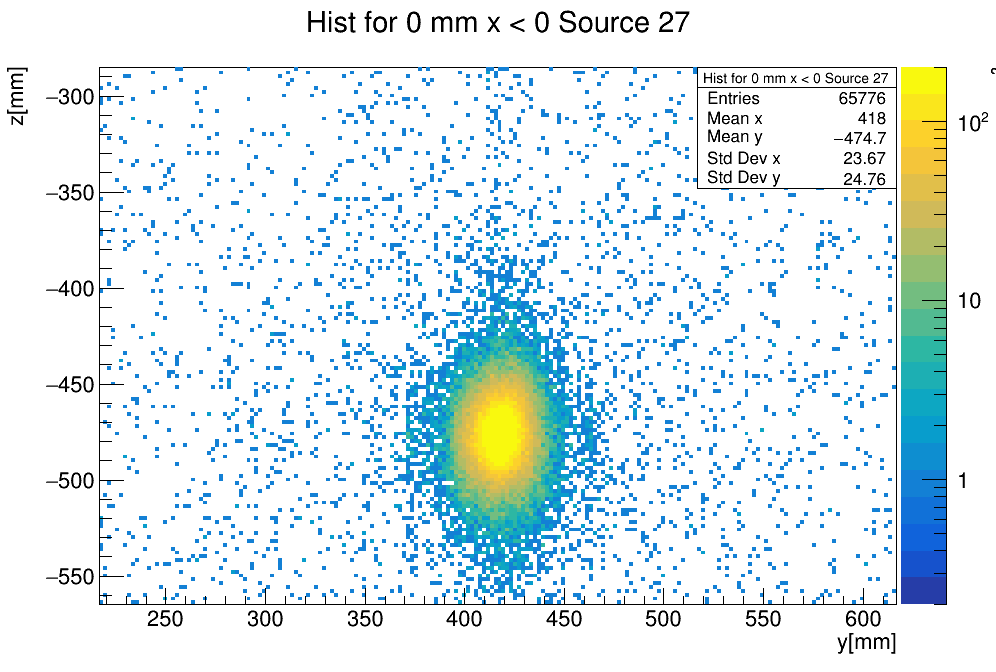 Hist for 0 mm x < 0 Source 27
z[mm]
Hist for 0 mm x < 0 Source 27
Entries 65776
Mean x 418
Mean y −474.7
Std Dev x 23.67
Std Dev y 24.76
−300
−350
−400
−450
−500
−550
250 300 350 400 450 500 550 600
y[mm]
10²
10
1